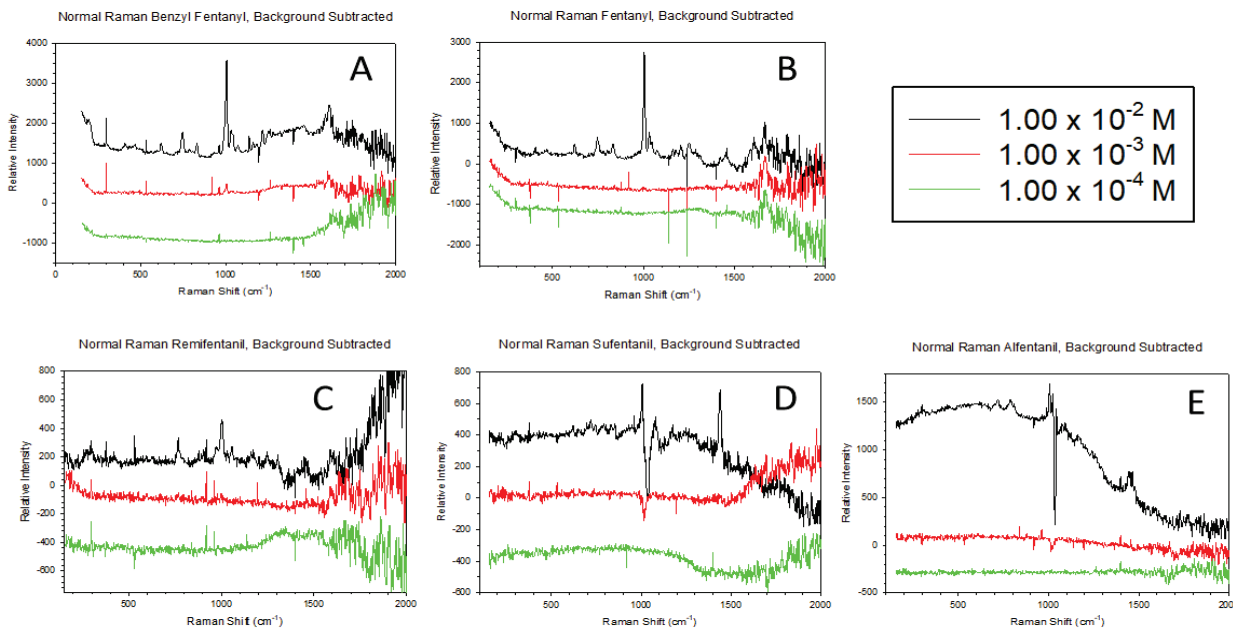 Normal Raman Benzyl Fentanyl, Background Subtracted
A
4000
3000
2000
1000
0
-1000
Relative Intensity
0
500
1000
1500
2000
Raman Shift (cm⁻¹)
Normal Raman Fentanyl, Background Subtracted
B
3000
2000
1000
0
-1000
-2000
Relative Intensity
500
1000
1500
2000
Raman Shift (cm⁻¹)
1.00 x 10⁻² M
1.00 x 10⁻³ M
1.00 x 10⁻⁴ M
Normal Raman Remifentanil, Background Subtracted
C
800
600
400
200
0
-200
-400
-600
Relative Intensity
500
1000
1500
2000
Raman Shift (cm⁻¹)
Normal Raman Sufentanil, Background Subtracted
D
800
600
400
200
0
-200
-400
-600
Relative Intensity
500
1000
1500
2000
Raman Shift (cm⁻¹)
Normal Raman Alfentanil, Background Subtracted
E
1500
1000
500
0
-500
Relative Intensity
500
1000
1500
2000
Raman Shift (cm⁻¹)